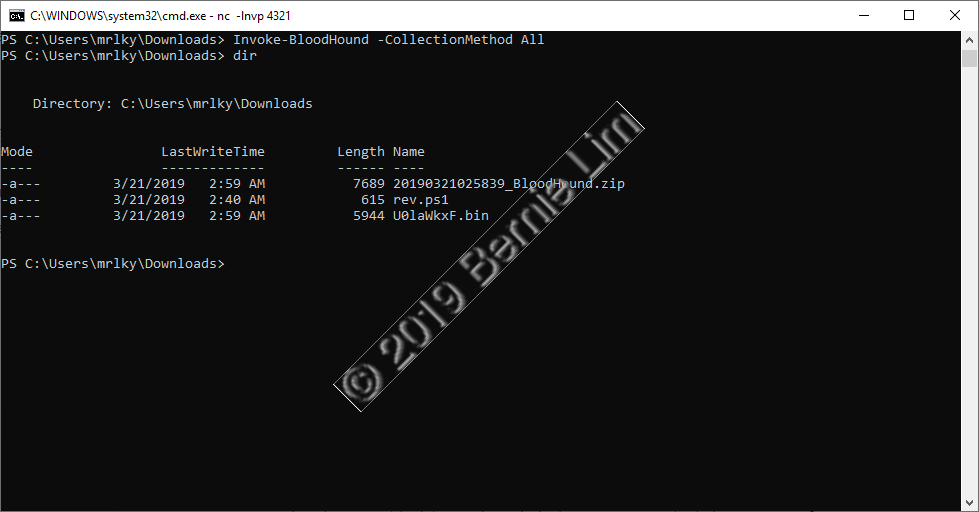 C:\WINDOWS\system32\cmd.exe - nc -lnvp 4321
PS C:\Users\mrlky\Downloads> Invoke-BloodHound -CollectionMethod All
PS C:\Users\mrlky\Downloads> dir
Directory: C:\Users\mrlky\Downloads
Mode LastWriteTime Length Name
---- ------------- ------ ----
-a--- 3/21/2019 2:59 AM 7689 20190321025839_BloodHound.zip
-a--- 3/21/2019 2:40 AM 615 rev.ps1
-a--- 3/21/2019 2:59 AM 5944 U0laWkxF.bin
PS C:\Users\mrlky\Downloads>
© 2019 Bernie Lim